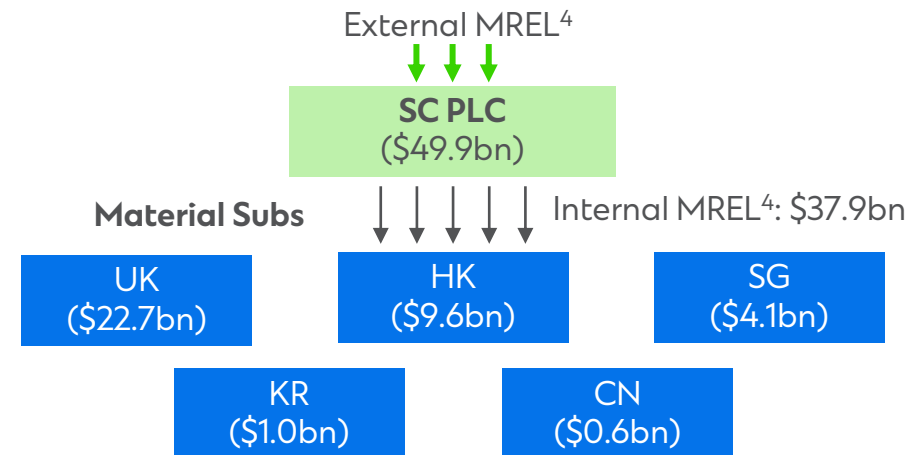 External MREL⁴
SC PLC
($49.9bn)
Material Subs
Internal MREL⁴: $37.9bn
UK
($22.7bn)
HK
($9.6bn)
SG
($4.1bn)
KR
($1.0bn)
CN
($0.6bn)